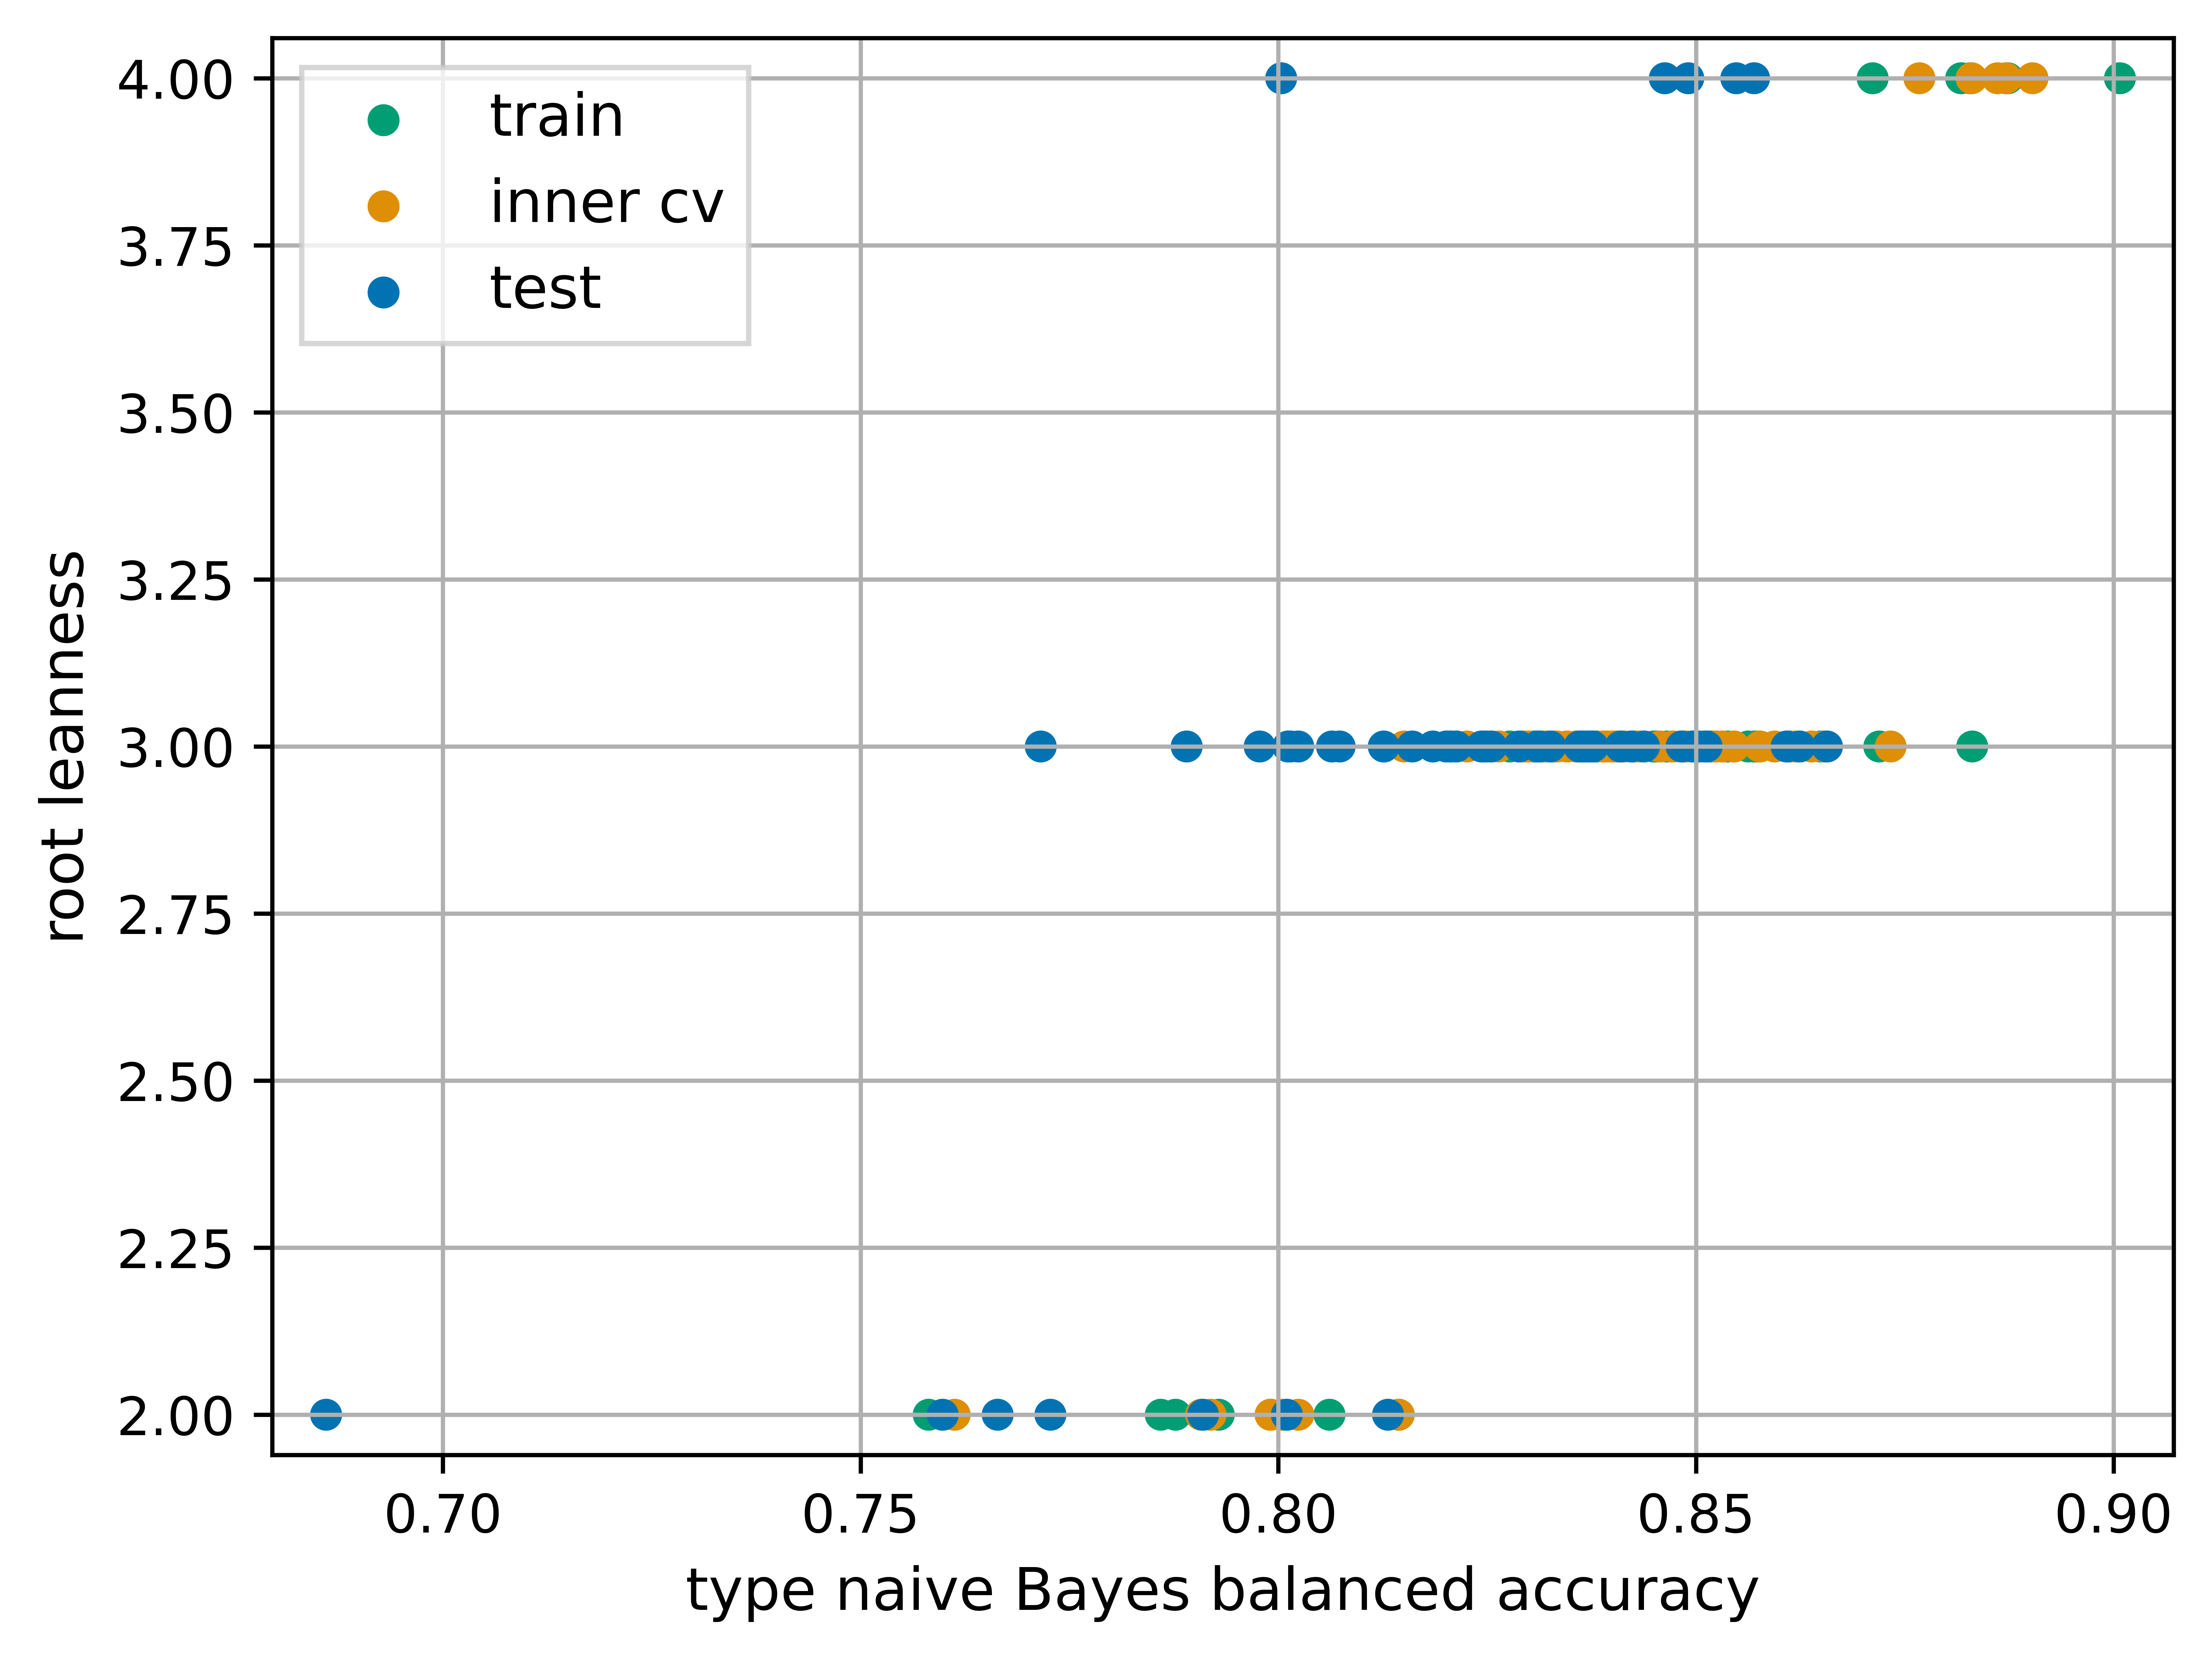 train
inner cv
test
4.00
3.75
3.50
3.25
3.00
2.75
2.50
2.25
2.00
root leanness
0.70 0.75 0.80 0.85 0.90
type naive Bayes balanced accuracy